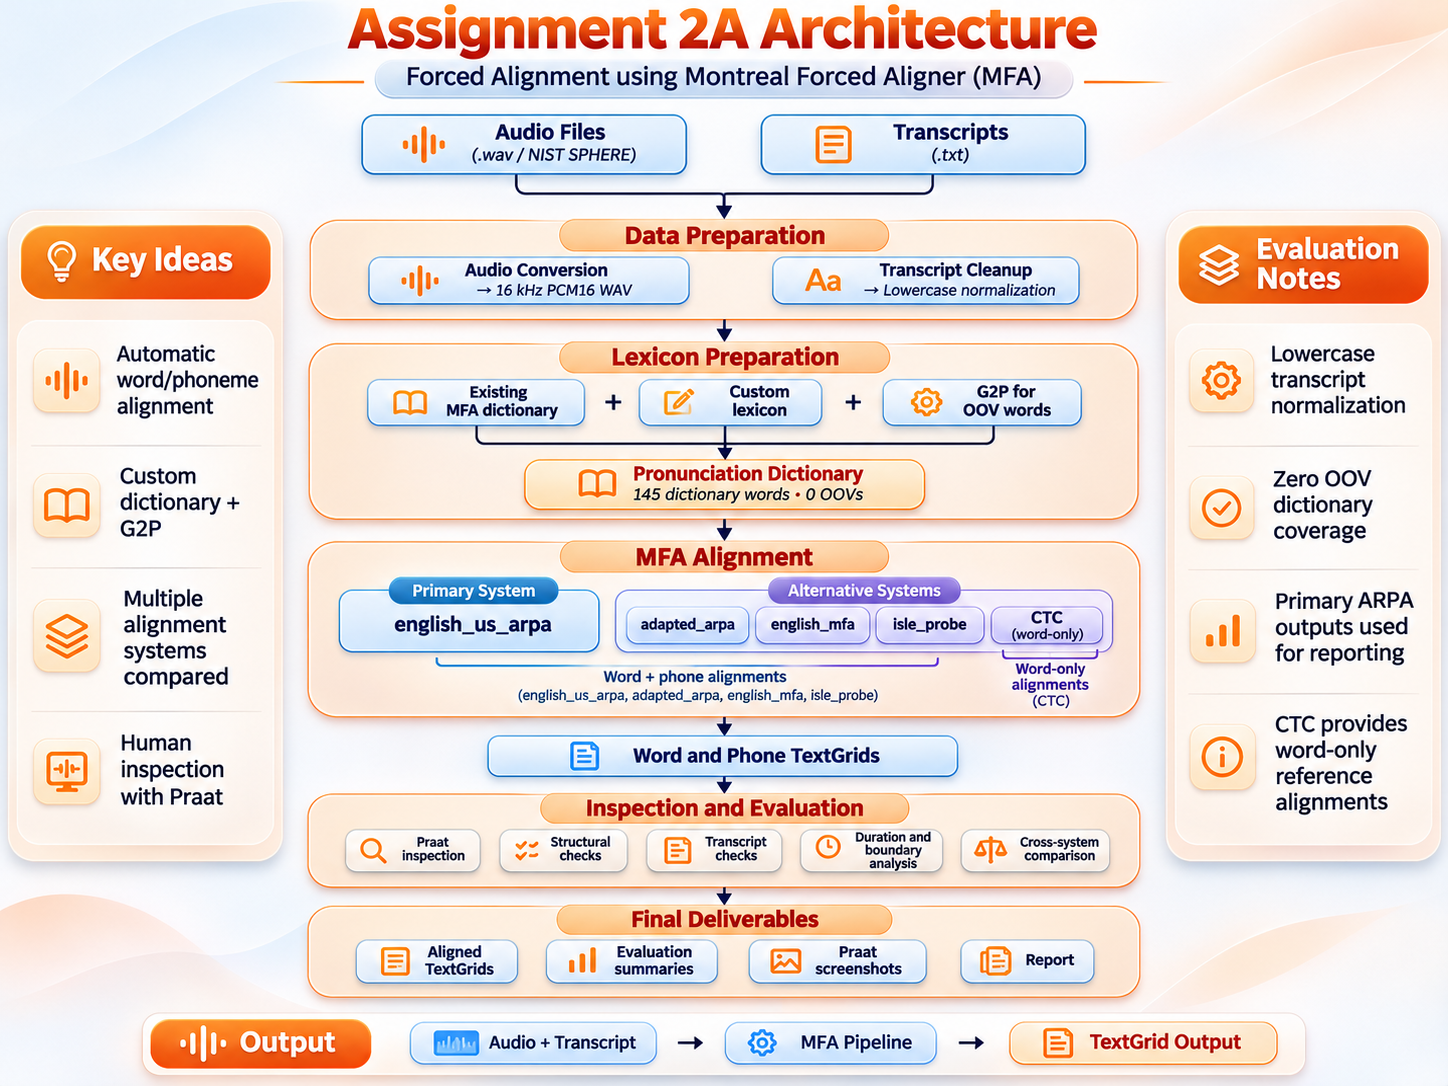 Assignment 2A Architecture
Forced Alignment using Montreal Forced Aligner (MFA)
Audio Files
(.wav / NIST SPHERE)
Transcripts
(.txt)
Key Ideas
Automatic
word/phoneme
alignment
Custom
dictionary +
G2P
Multiple
alignment
systems
compared
Human
inspection
with Praat
Data Preparation
Audio Conversion
→ 16 kHz PCM16 WAV
Aa
Transcript Cleanup
→ Lowercase normalization
Lexicon Preparation
Existing
MFA dictionary
+
Custom
lexicon
+
G2P for
OOV words
Pronunciation Dictionary
145 dictionary words • 0 OOVs
MFA Alignment
Primary System
english_us_arpa
Alternative Systems
adapted_arpa
english_mfa
isle_probe
CTC
(word-only)
Word + phone alignments
(english_us_arpa, adapted_arpa, english_mfa, isle_probe)
Word-only
alignments
(CTC)
Word and Phone TextGrids
Inspection and Evaluation
Praat
inspection
Structural
checks
Transcript
checks
Duration and
boundary
analysis
Cross-system
comparison
Final Deliverables
Aligned
TextGrids
Evaluation
summaries
Praat
screenshots
Report
Evaluation
Notes
Lowercase
transcript
normalization
Zero OOV
dictionary
coverage
Primary ARPA
outputs used
for reporting
CTC provides
word-only
reference
alignments
Output
Audio + Transcript
→
MFA Pipeline
→
TextGrid Output